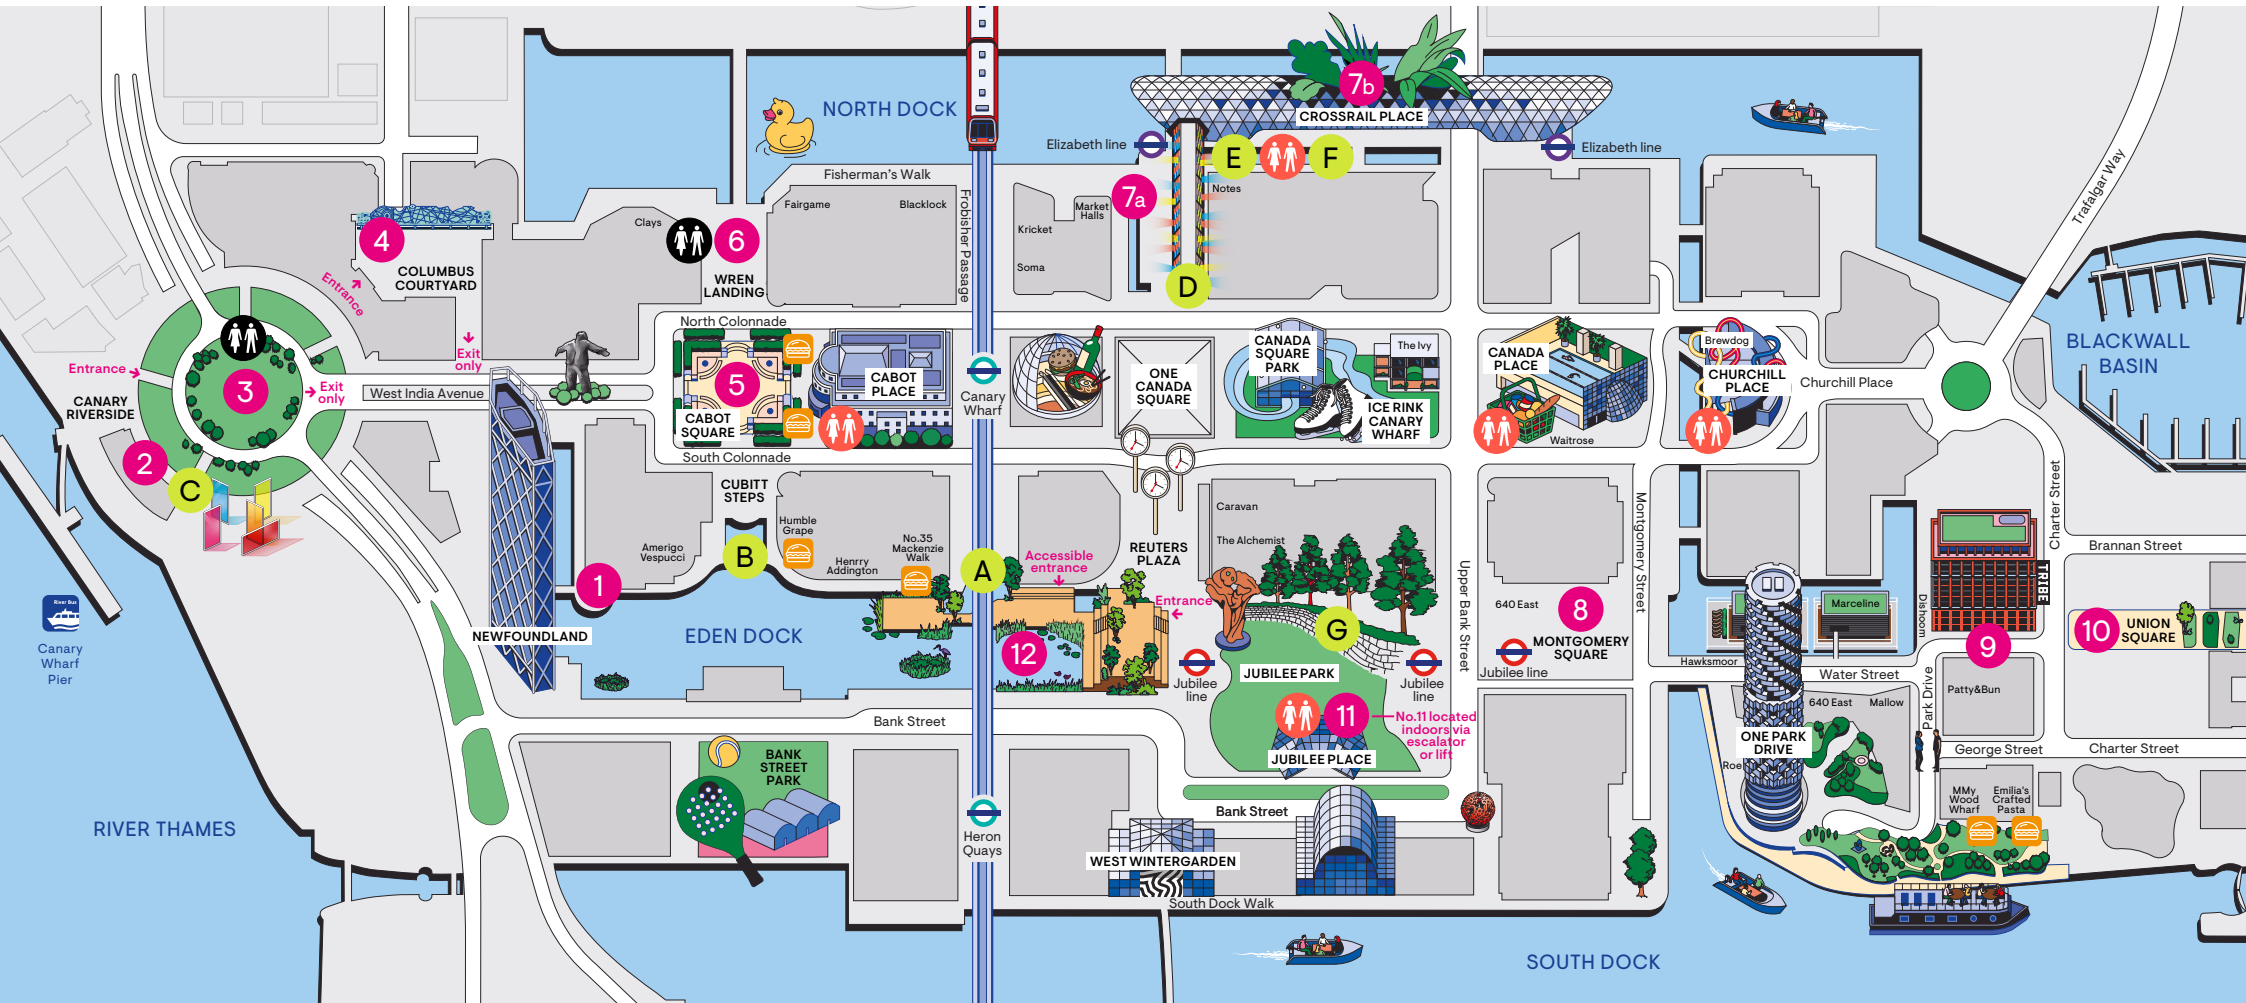 NORTH DOCK
7b
CROSSRAIL PLACE
Elizabeth line
E
F
Elizabeth line
Trafalgar Way
Fisherman's Walk
Fairgame
Blacklock
Frobisher Passage
7a
Notes
Market
Halls
Kricket
Soma
D
Clays
6
WREN
LANDING
4
COLUMBUS
COURTYARD
Entrance
Exit
only
Entrance
3
Exit
only
CANARY
RIVERSIDE
2
C
West India Avenue
North Colonnade
5
CABOT
SQUARE
CABOT
PLACE
South Colonnade
Canary
Wharf
ONE
CANADA
SQUARE
CANADA
SQUARE
PARK
The Ivy
ICE RINK
CANARY
WHARF
CANADA
PLACE
Waitrose
Brewdog
CHURCHILL
PLACE
Churchill Place
BLACKWALL
BASIN
CUBITT
STEPS
Humble
Grape
B
Amerigo
Vespucci
Henrry
Addington
No.35
Mackenzie
Walk
A
Accessible
entrance
REUTERS
PLAZA
Entrance
Caravan
The Alchemist
Upper Bank Street
Montgomery Street
Charter Street
Brannan Street
1
NEWFOUNDLAND
EDEN DOCK
12
G
JUBILEE PARK
Jubilee
line
Jubilee
line
11
No.11 located
indoors via
escalator
or lift
JUBILEE PLACE
640 East
8
MONTGOMERY
SQUARE
Jubilee line
Marceline
Dishoom
TRIBE
9
10
UNION
SQUARE
Hawksmoor
Water Street
Patty&Bun
Park Drive
640 East
Mallow
ONE PARK
DRIVE
Roe
George Street
Charter Street
MMy
Wood
Wharf
Emilia's
Crafted
Pasta
River Bus
Canary
Wharf
Pier
RIVER THAMES
Bank Street
BANK
STREET
PARK
Heron
Quays
Bank Street
WEST WINTERGARDEN
South Dock Walk
SOUTH DOCK